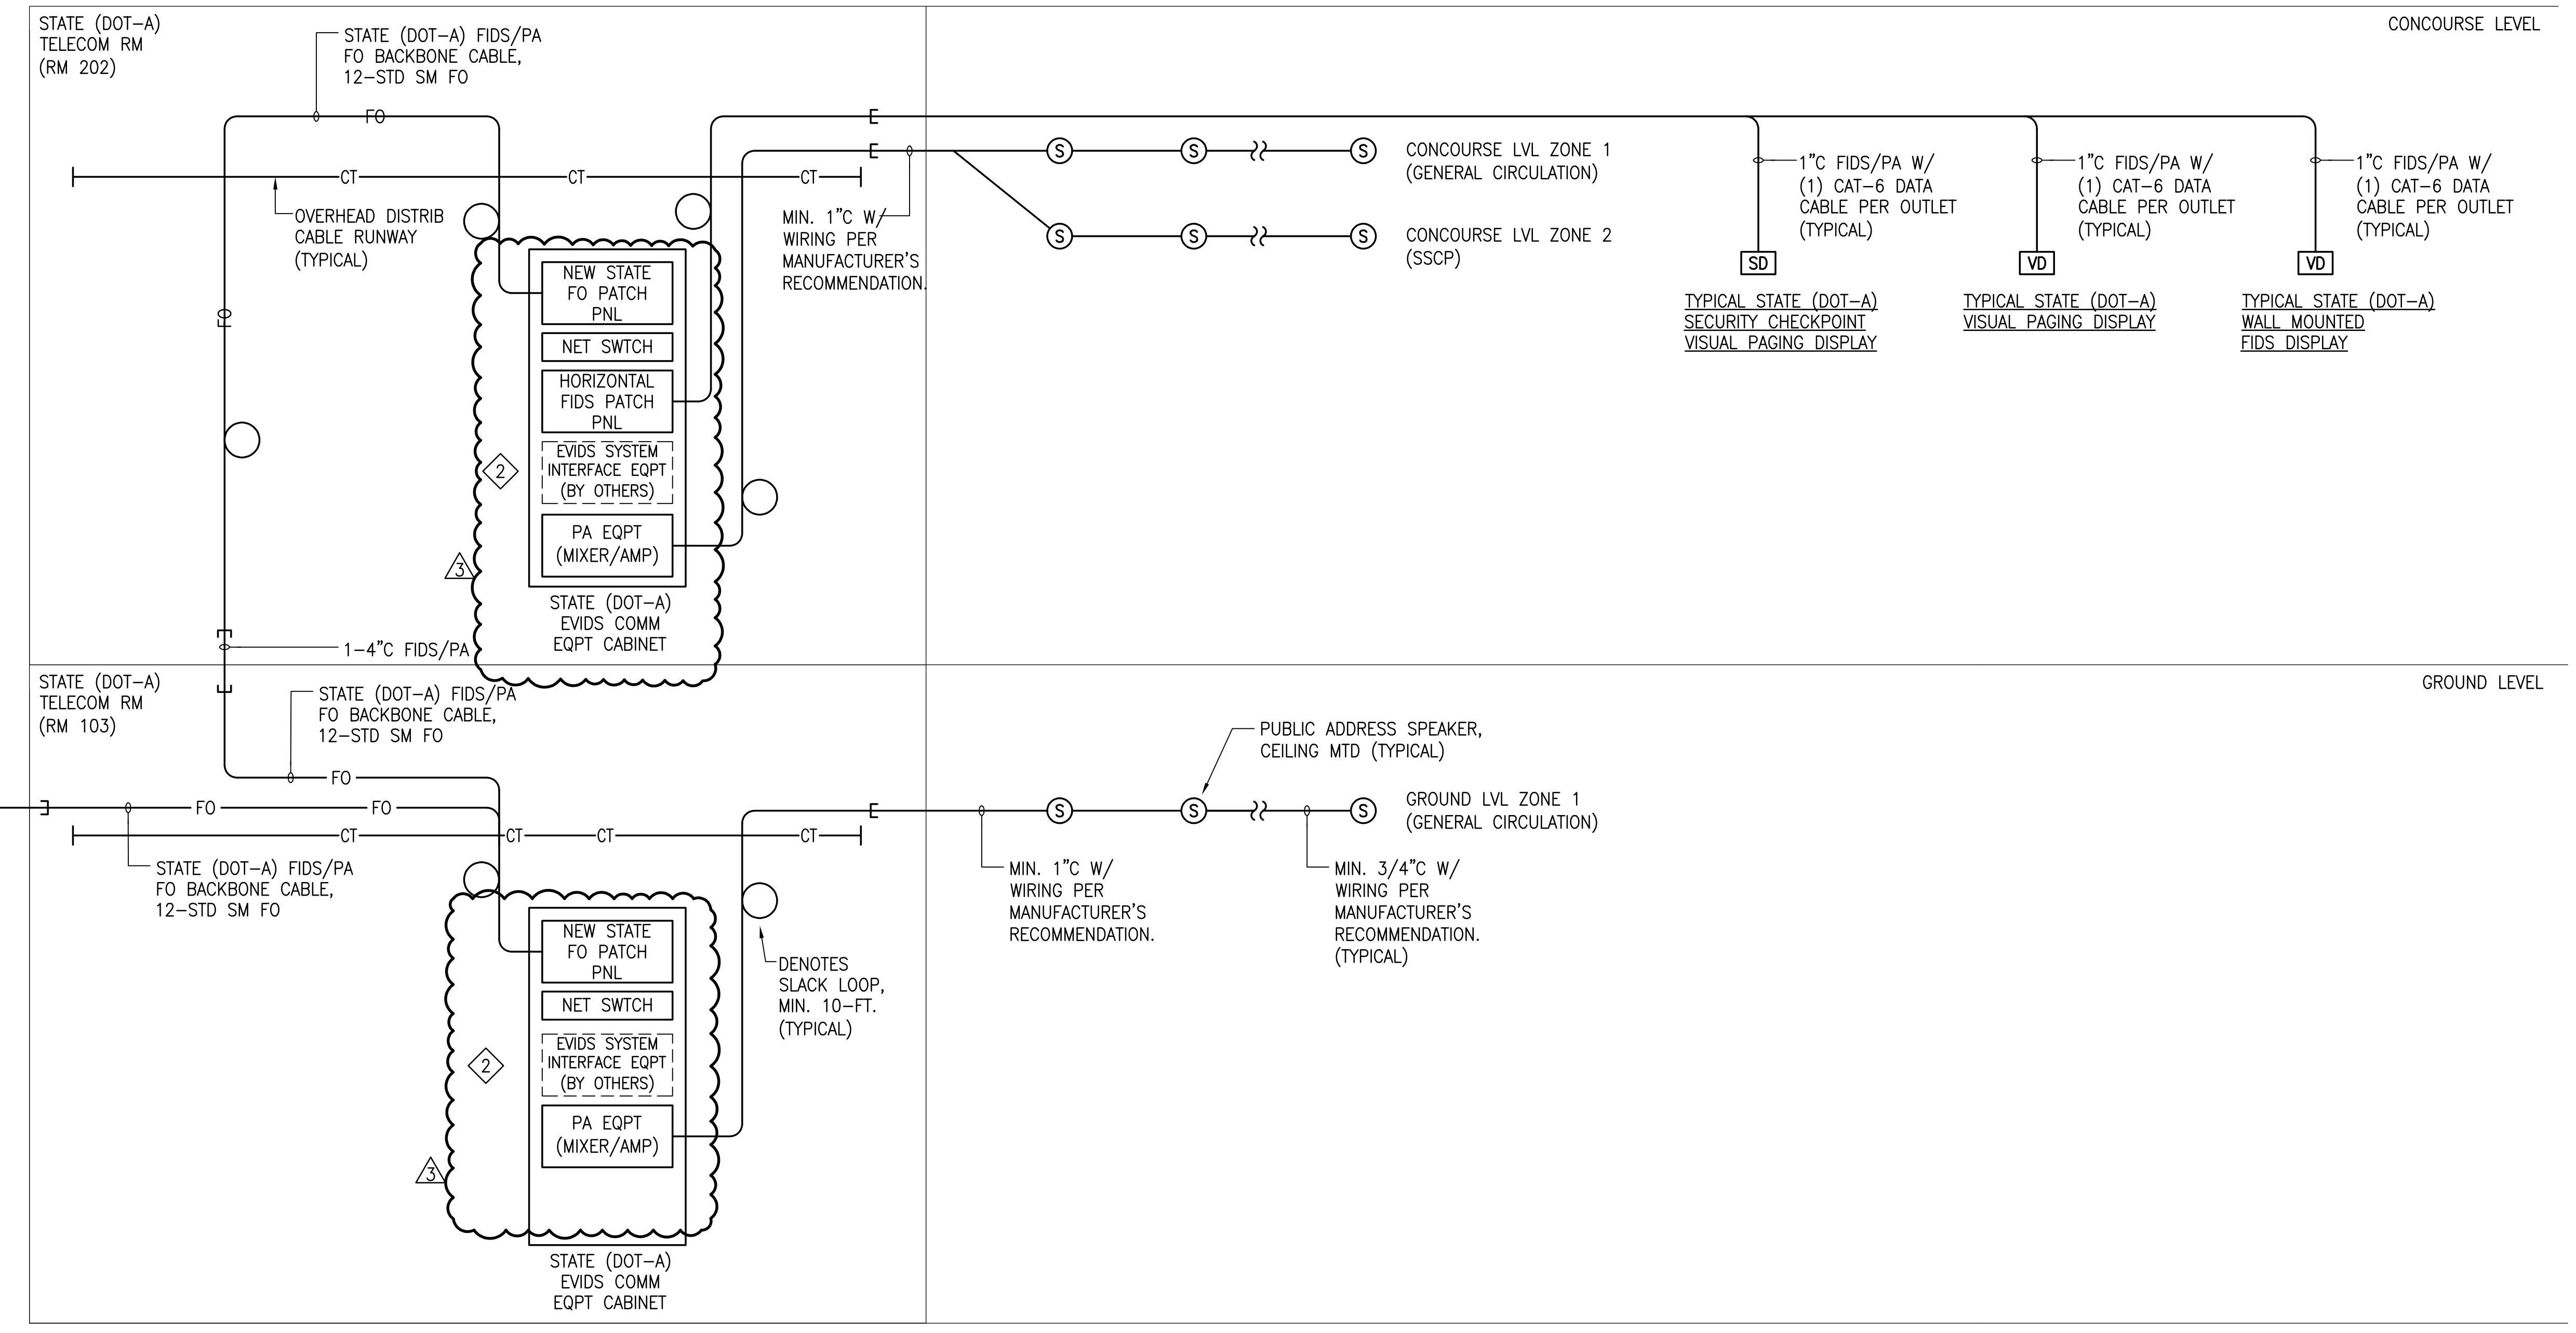 STATE (DOT-A)
TELECOM RM
(RM 202)
STATE (DOT-A) FIDS/PA
FO BACKBONE CABLE,
12-STD SM FO
CONCOURSE LEVEL
FO
CT
CT
CT
OVERHEAD DISTRIB
CABLE RUNWAY
(TYPICAL)
FO
MIN. 1"C W/
WIRING PER
MANUFACTURER'S
RECOMMENDATION.
S
S
S
CONCOURSE LVL ZONE 1
(GENERAL CIRCULATION)
S
S
S
CONCOURSE LVL ZONE 2
(SSCP)
1"C FIDS/PA W/
(1) CAT-6 DATA
CABLE PER OUTLET
(TYPICAL)
SD
TYPICAL STATE (DOT-A)
SECURITY CHECKPOINT
VISUAL PAGING DISPLAY
1"C FIDS/PA W/
(1) CAT-6 DATA
CABLE PER OUTLET
(TYPICAL)
VD
TYPICAL STATE (DOT-A)
VISUAL PAGING DISPLAY
1"C FIDS/PA W/
(1) CAT-6 DATA
CABLE PER OUTLET
(TYPICAL)
VD
TYPICAL STATE (DOT-A)
WALL MOUNTED
FIDS DISPLAY
NEW STATE
FO PATCH
PNL
NET SWTCH
HORIZONTAL
FIDS PATCH
PNL
EVIDS SYSTEM
INTERFACE EQPT
(BY OTHERS)
2
PA EQPT
(MIXER/AMP)
3
STATE (DOT-A)
EVIDS COMM
EQPT CABINET
1-4"C FIDS/PA
STATE (DOT-A)
TELECOM RM
(RM 103)
STATE (DOT-A) FIDS/PA
FO BACKBONE CABLE,
12-STD SM FO
GROUND LEVEL
FO
FO
FO
CT
CT
CT
CT
STATE (DOT-A) FIDS/PA
FO BACKBONE CABLE,
12-STD SM FO
PUBLIC ADDRESS SPEAKER,
CEILING MTD (TYPICAL)
S
S
S
GROUND LVL ZONE 1
(GENERAL CIRCULATION)
MIN. 1"C W/
WIRING PER
MANUFACTURER'S
RECOMMENDATION.
MIN. 3/4"C W/
WIRING PER
MANUFACTURER'S
RECOMMENDATION.
(TYPICAL)
NEW STATE
FO PATCH
PNL
NET SWTCH
EVIDS SYSTEM
INTERFACE EQPT
(BY OTHERS)
2
PA EQPT
(MIXER/AMP)
3
DENOTES
SLACK LOOP,
MIN. 10-FT.
(TYPICAL)
STATE (DOT-A)
EVIDS COMM
EQPT CABINET